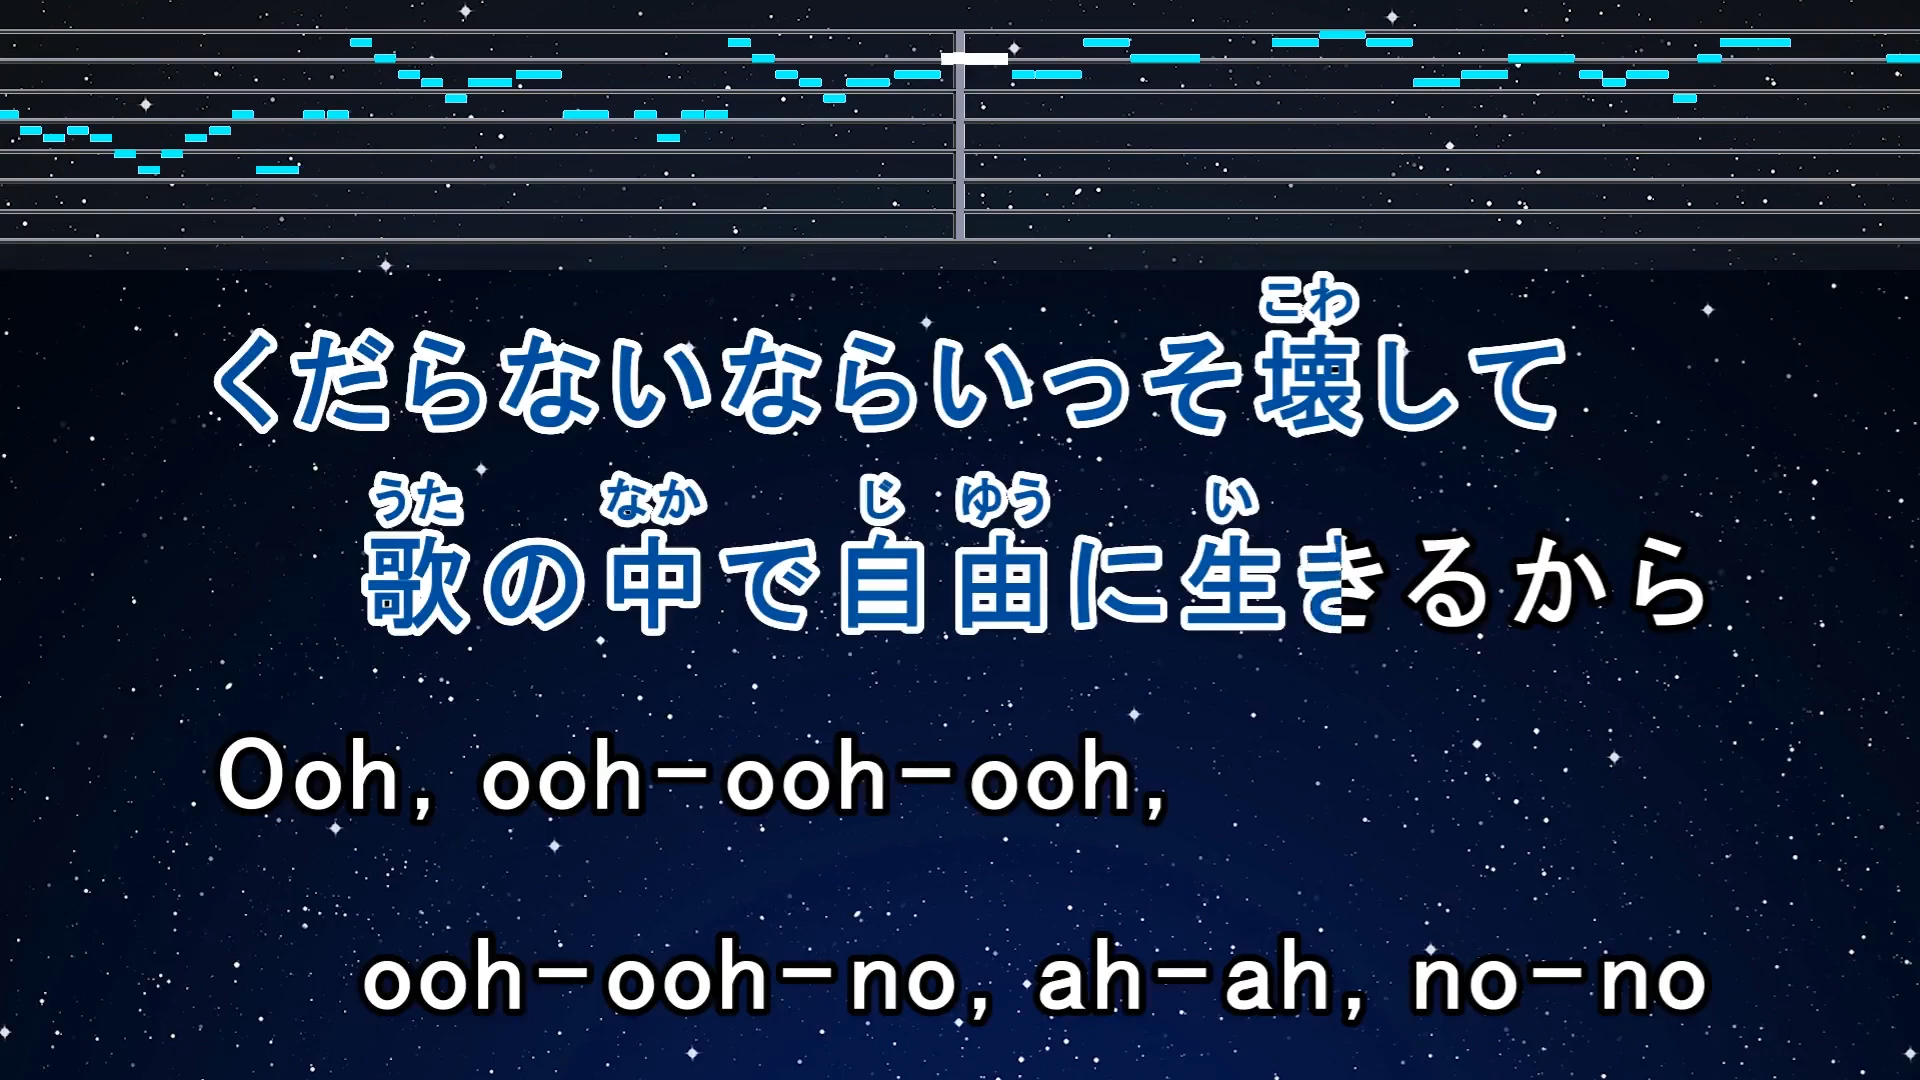 こわ
くだらないならいっそ壊して
うた なか じ ゆう い
歌の中で自由に生きるから
Ooh, ooh-ooh-ooh,
ooh-ooh-no, ah-ah, no-no